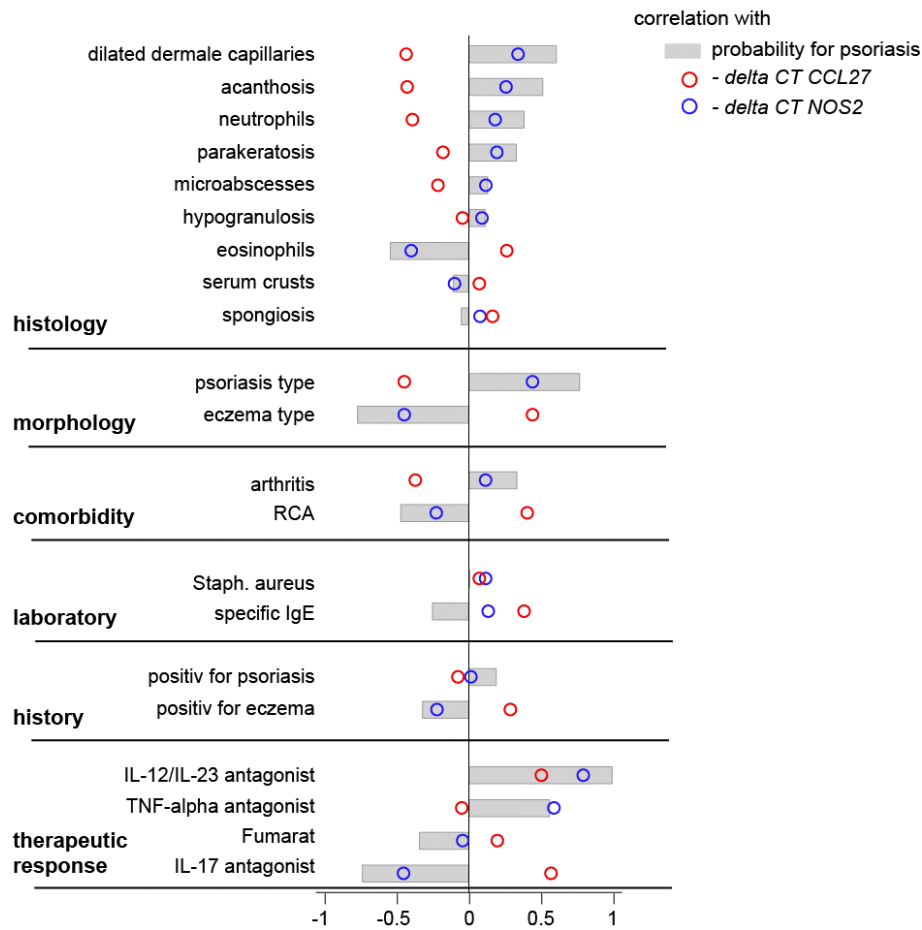 correlation with
probability for psoriasis
- delta CT CCL27
- delta CT NOS2
dilated dermale capillaries
acanthosis
neutrophils
parakeratosis
microabscesses
hypogranulosis
eosinophils
serum crusts
spongiosis
histology
psoriasis type
eczema type
morphology
arthritis
RCA
comorbidity
Staph. aureus
specific IgE
laboratory
positiv for psoriasis
positiv for eczema
history
IL-12/IL-23 antagonist
TNF-alpha antagonist
Fumarat
IL-17 antagonist
therapeutic
response
-1 -0.5 0 0.5 1